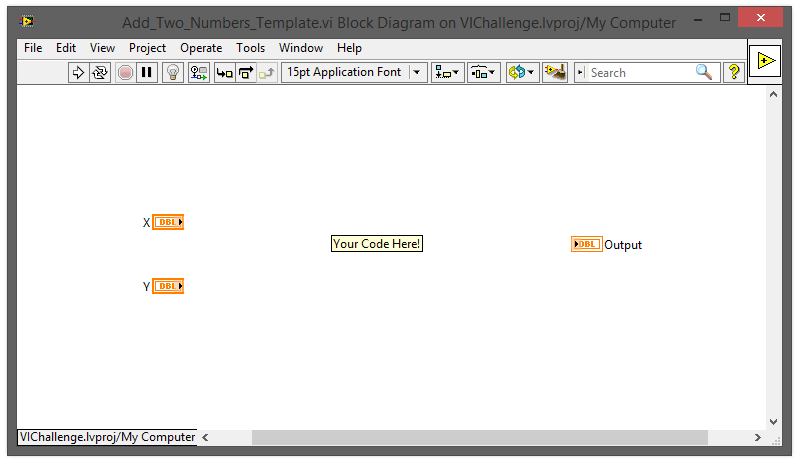 Add_Two_Numbers_Template.vi Block Diagram on VIChallenge.lvproj/My Computer
File Edit View Project Operate Tools Window Help
15pt Application Font Search ?
X DBL
Your Code Here!
DBL Output
Y DBL
VIChallenge.lvproj/My Computer